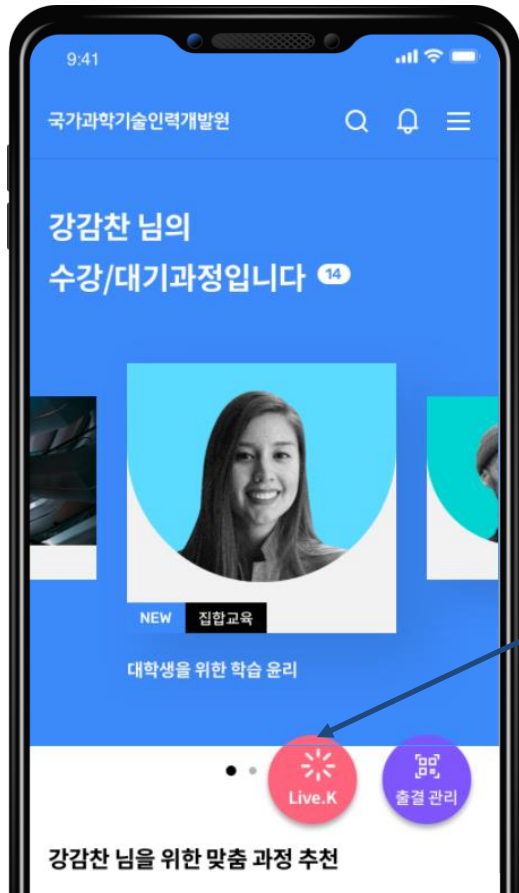 9:41
국가과학기술인력개발원
강감찬 님의
수강/대기과정입니다 14
NEW 집합교육
대학생을 위한 학습 윤리
Live.K
출결 관리
강감찬 님을 위한 맞춤 과정 추천